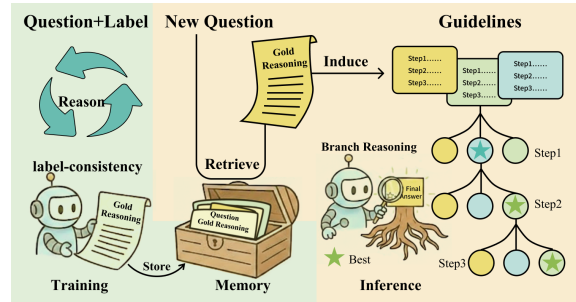 Question+Label
New Question
Guidelines
Gold
Reasoning
Induce
Step1......
Step2......
Step3......
Step1......
Step2......
Step3......
Step1......
Step2......
Step3......
Reason
label-consistency
Retrieve
Branch Reasoning
Step1
Gold
Reasoning
Question
Gold Reasoning
Final
Answer
Step2
Best
Step3
Store
Training
Memory
Inference